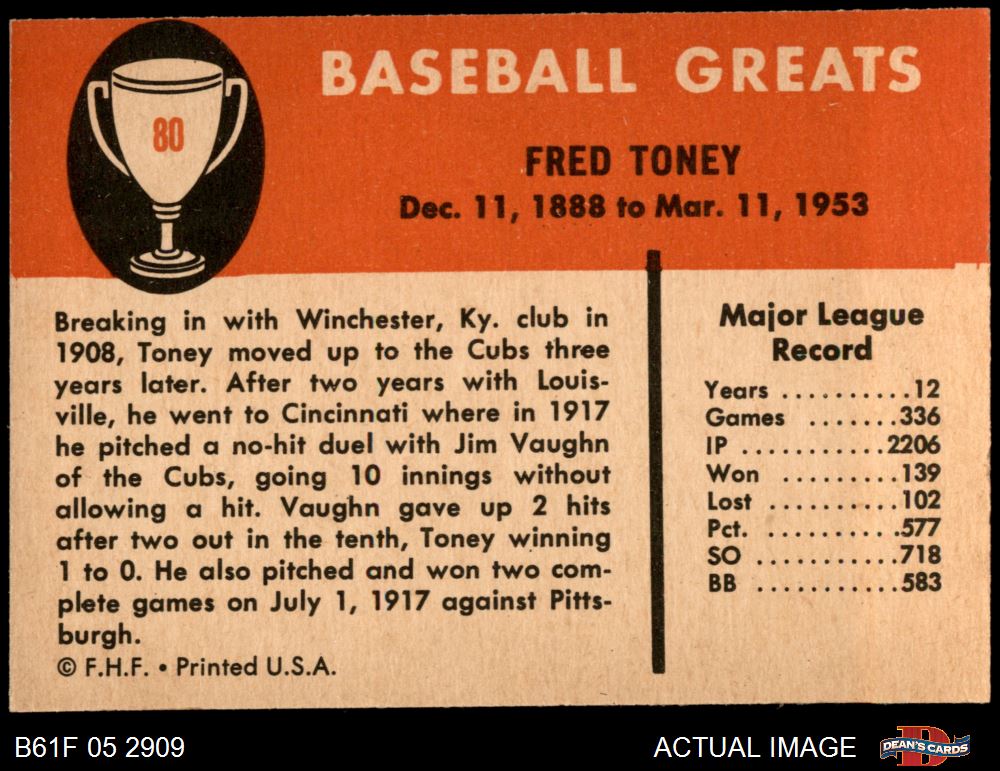 80
BASEBALL GREATS
FRED TONEY
Dec. 11, 1888 to Mar. 11, 1953
Breaking in with Winchester, Ky. club in
1908, Toney moved up to the Cubs three
years later. After two years with Louis-
ville, he went to Cincinnati where in 1917
he pitched a no-hit duel with Jim Vaughn
of the Cubs, going 10 innings without
allowing a hit. Vaughn gave up 2 hits
after two out in the tenth, Toney winning
1 to 0. He also pitched and won two com-
plete games on July 1, 1917 against Pitts-
burgh.
© F.H.F. • Printed U.S.A.
Major League
Record
Years ..........12
Games .......336
IP ...........2206
Won .........139
Lost ..........102
Pct. ..........577
SO ..........718
BB ..........583
B61F 05 2909
ACTUAL IMAGE
DEAN'S CARDS